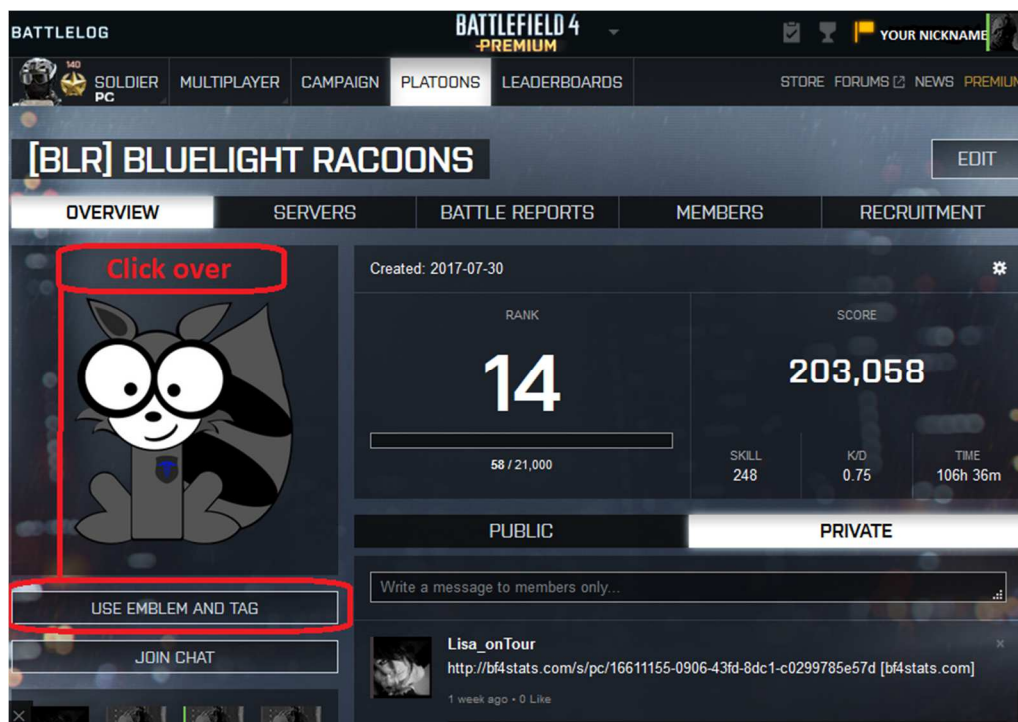 BATTLELOG
BATTLEFIELD 4
PREMIUM
YOUR NICKNAME
140
SOLDIER
PC
MULTIPLAYER
CAMPAIGN
PLATOONS
LEADERBOARDS
STORE
FORUMS
NEWS
PREMIUM
[BLR] BLUELIGHT RACOONS
EDIT
OVERVIEW
SERVERS
BATTLE REPORTS
MEMBERS
RECRUITMENT
Click over
Created: 2017-07-30
RANK
14
58 / 21,000
SCORE
203,058
SKILL
248
K/D
0.75
TIME
106h 36m
USE EMBLEM AND TAG
JOIN CHAT
PUBLIC
PRIVATE
Write a message to members only...
Lisa_onTour
http://bf4stats.com/s/pc/16611155-0906-43fd-8dc1-c0299785e57d [bf4stats.com]
1 week ago • 0 Like